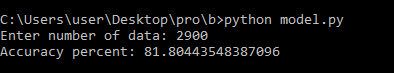 C:\Users\user\Desktop\pro\b>python model.py
Enter number of data: 2900
Accuracy percent: 81.80443548387096